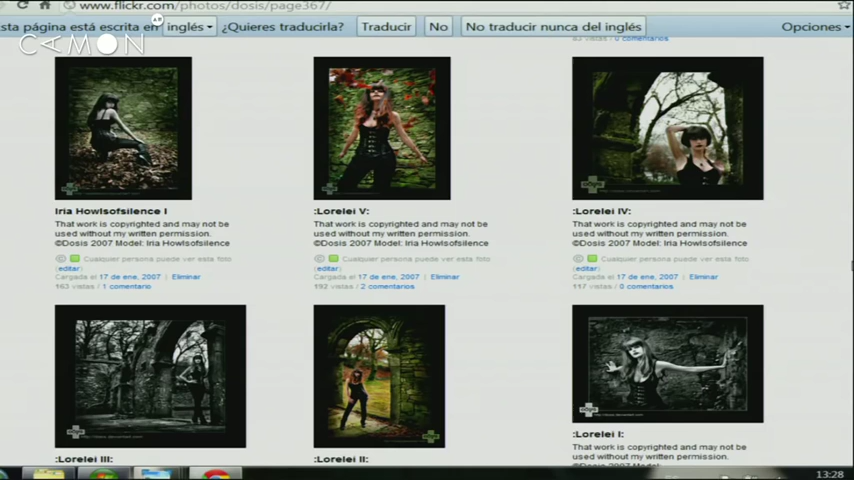 www.flickr.com/photos/dosis/page367/
sta página está escrita en inglés ¿Quieres traducirla? Traducir No No traducir nunca del inglés Opciones
CAMON
63 vistas / 0 comentarios
Iria Howlsofsilence I
That work is copyrighted and may not be
used without my written permission.
©Dosis 2007 Model: Iria Howlsofsilence
Cualquier persona puede ver esta foto
(editar)
Cargada el 17 de ene, 2007 | Eliminar
163 vistas / 1 comentario
:Lorelei V:
That work is copyrighted and may not be
used without my written permission.
©Dosis 2007 Model: Iria Howlsofsilence
Cualquier persona puede ver esta foto
(editar)
Cargada el 17 de ene, 2007 | Eliminar
192 vistas / 2 comentarios
:Lorelei IV:
That work is copyrighted and may not be
used without my written permission.
©Dosis 2007 Model: Iria Howlsofsilence
Cualquier persona puede ver esta foto
(editar)
Cargada el 17 de ene, 2007 | Eliminar
117 vistas / 0 comentarios
:Lorelei III:
:Lorelei II:
:Lorelei I:
That work is copyrighted and may not be
used without my written permission.
13:28